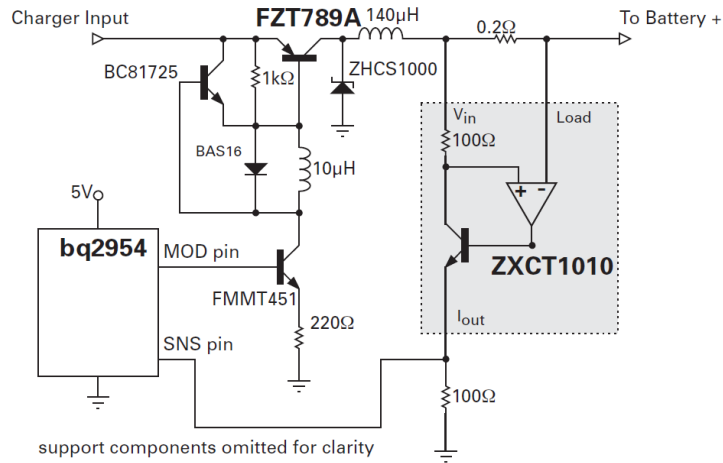 Charger Input
FZT789A
140μH
0.2Ω
To Battery +
BC81725
1kΩ
ZHCS1000
Vin
Load
100Ω
BAS16
10μH
+ -
5V
bq2954
MOD pin
ZXCT1010
FMMT451
Iout
220Ω
SNS pin
100Ω
support components omitted for clarity